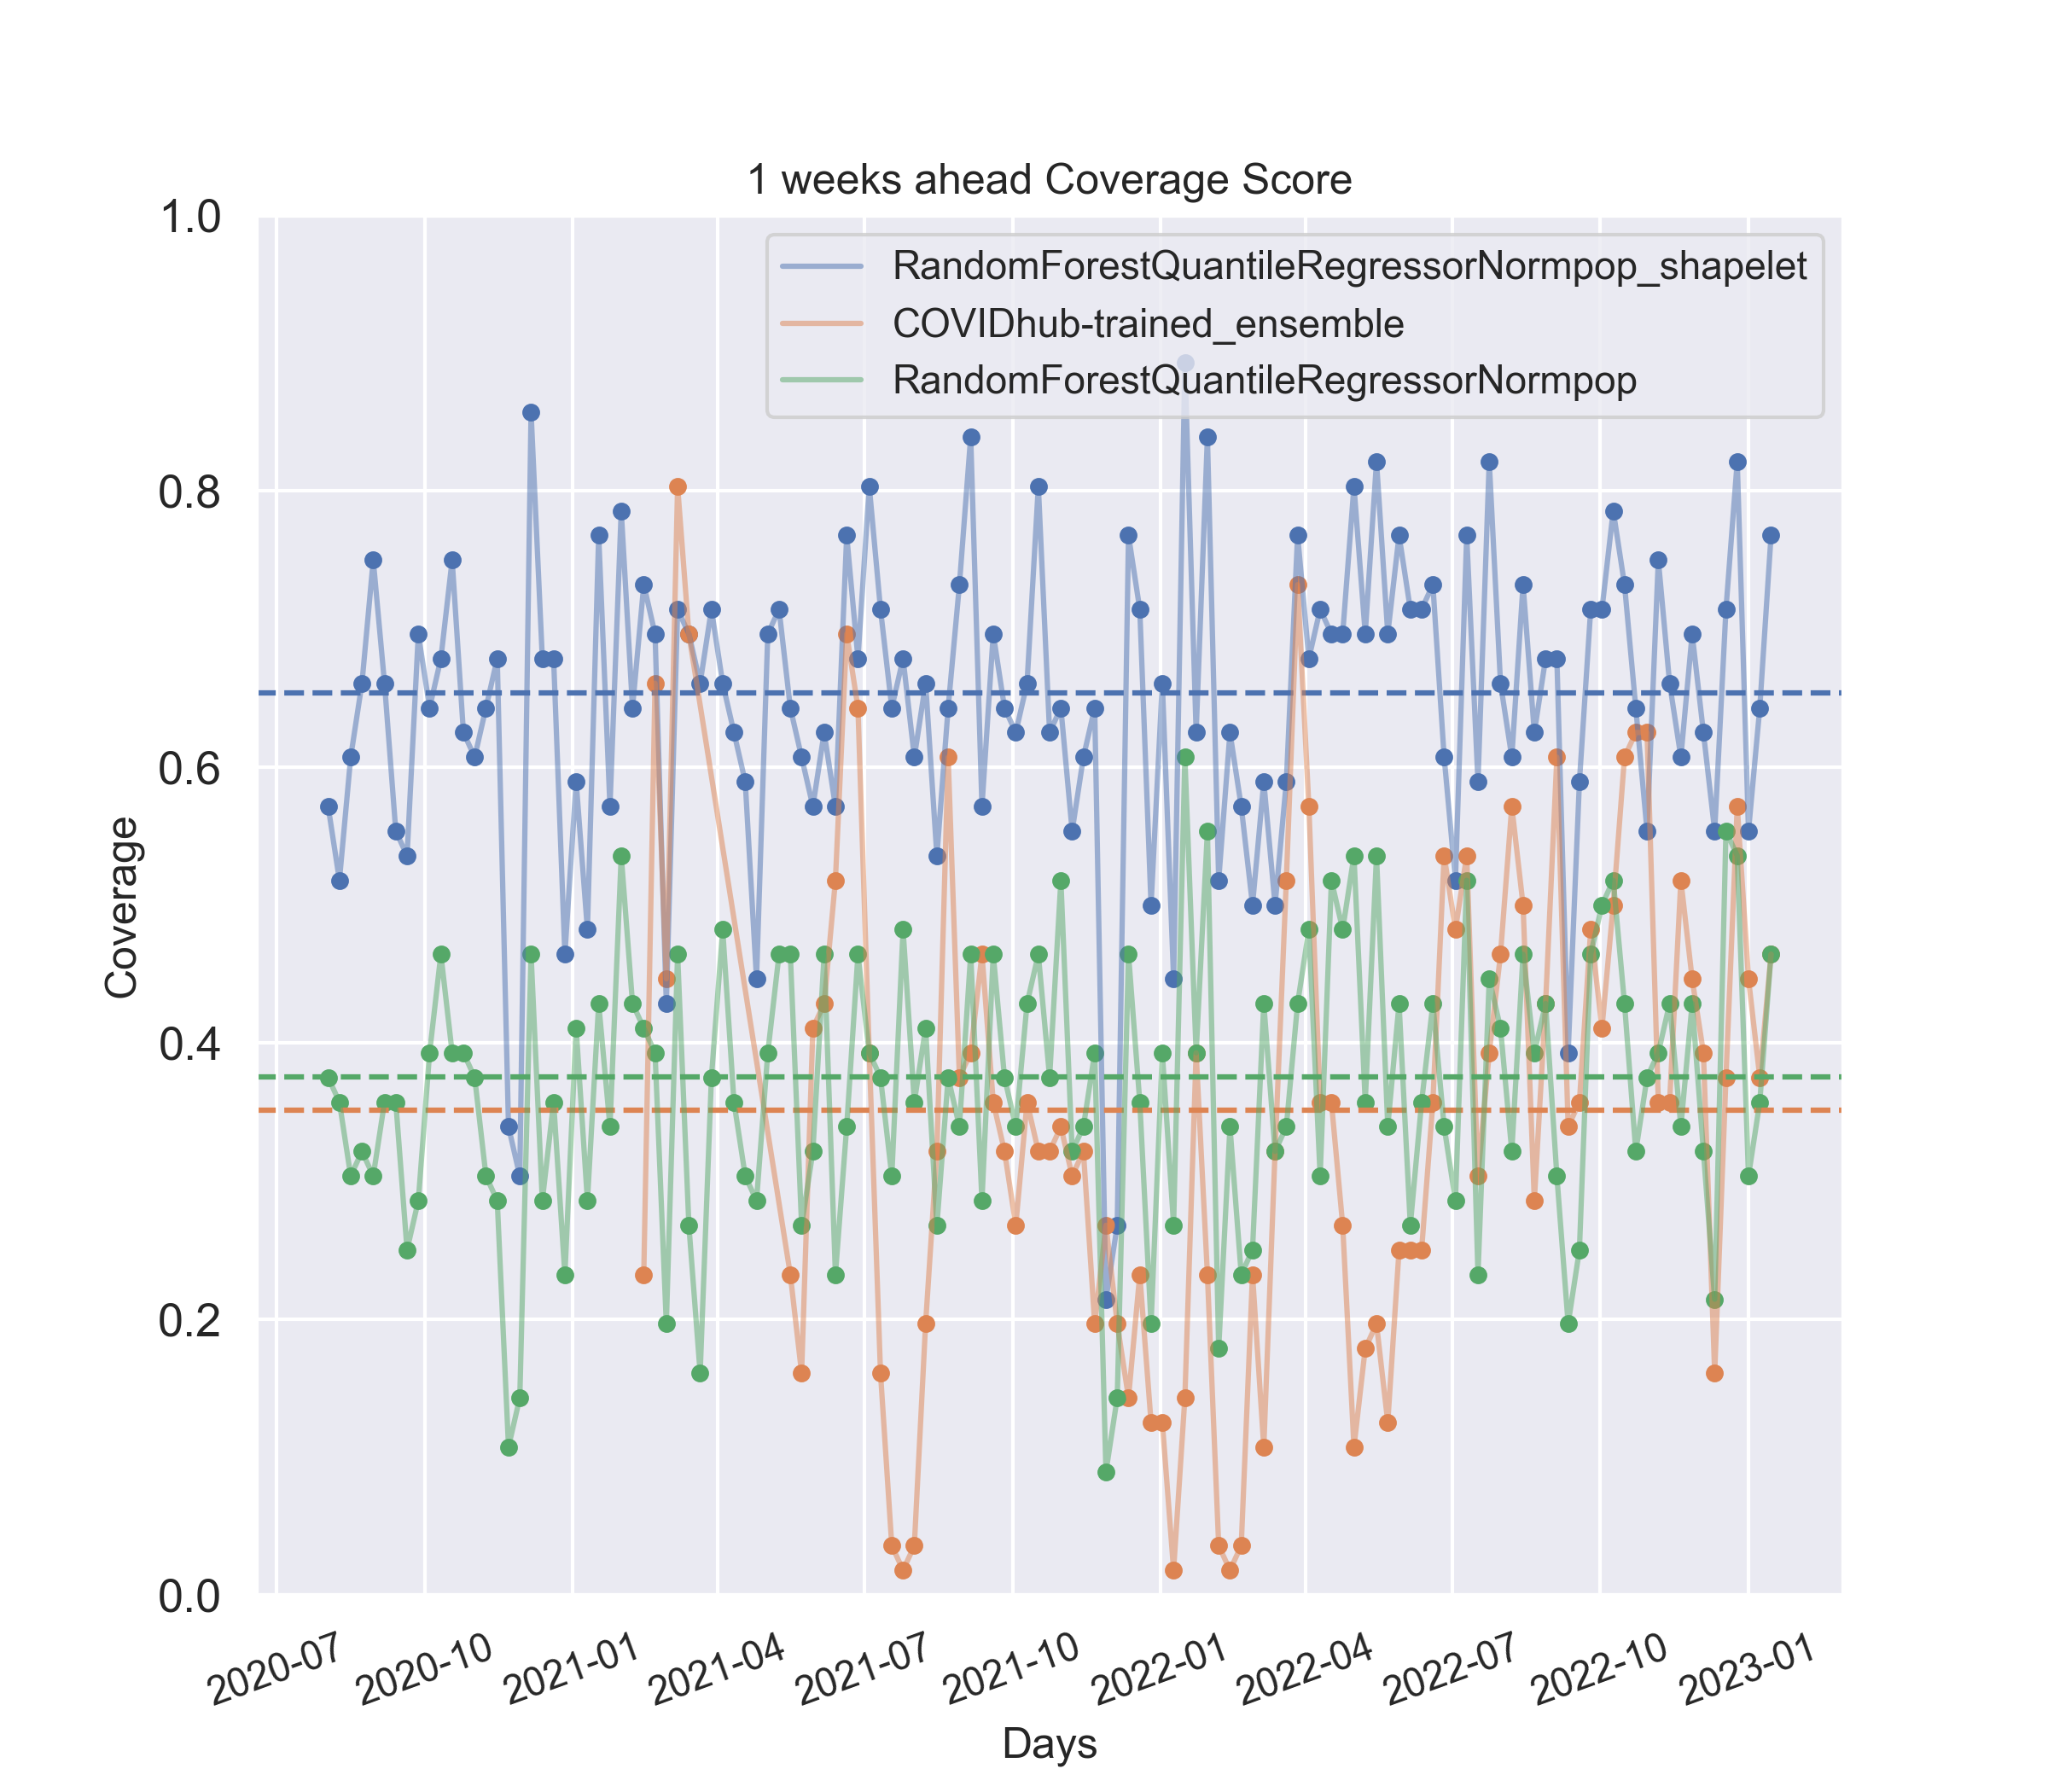 1 weeks ahead Coverage Score
1.0
0.8
0.6
0.4
0.2
0.0
Coverage
RandomForestQuantileRegressorNormpop_shapelet
COVIDhub-trained_ensemble
RandomForestQuantileRegressorNormpop
2020-07
2020-10
2021-01
2021-04
2021-07
2021-10
2022-01
2022-04
2022-07
2022-10
2023-01
Days